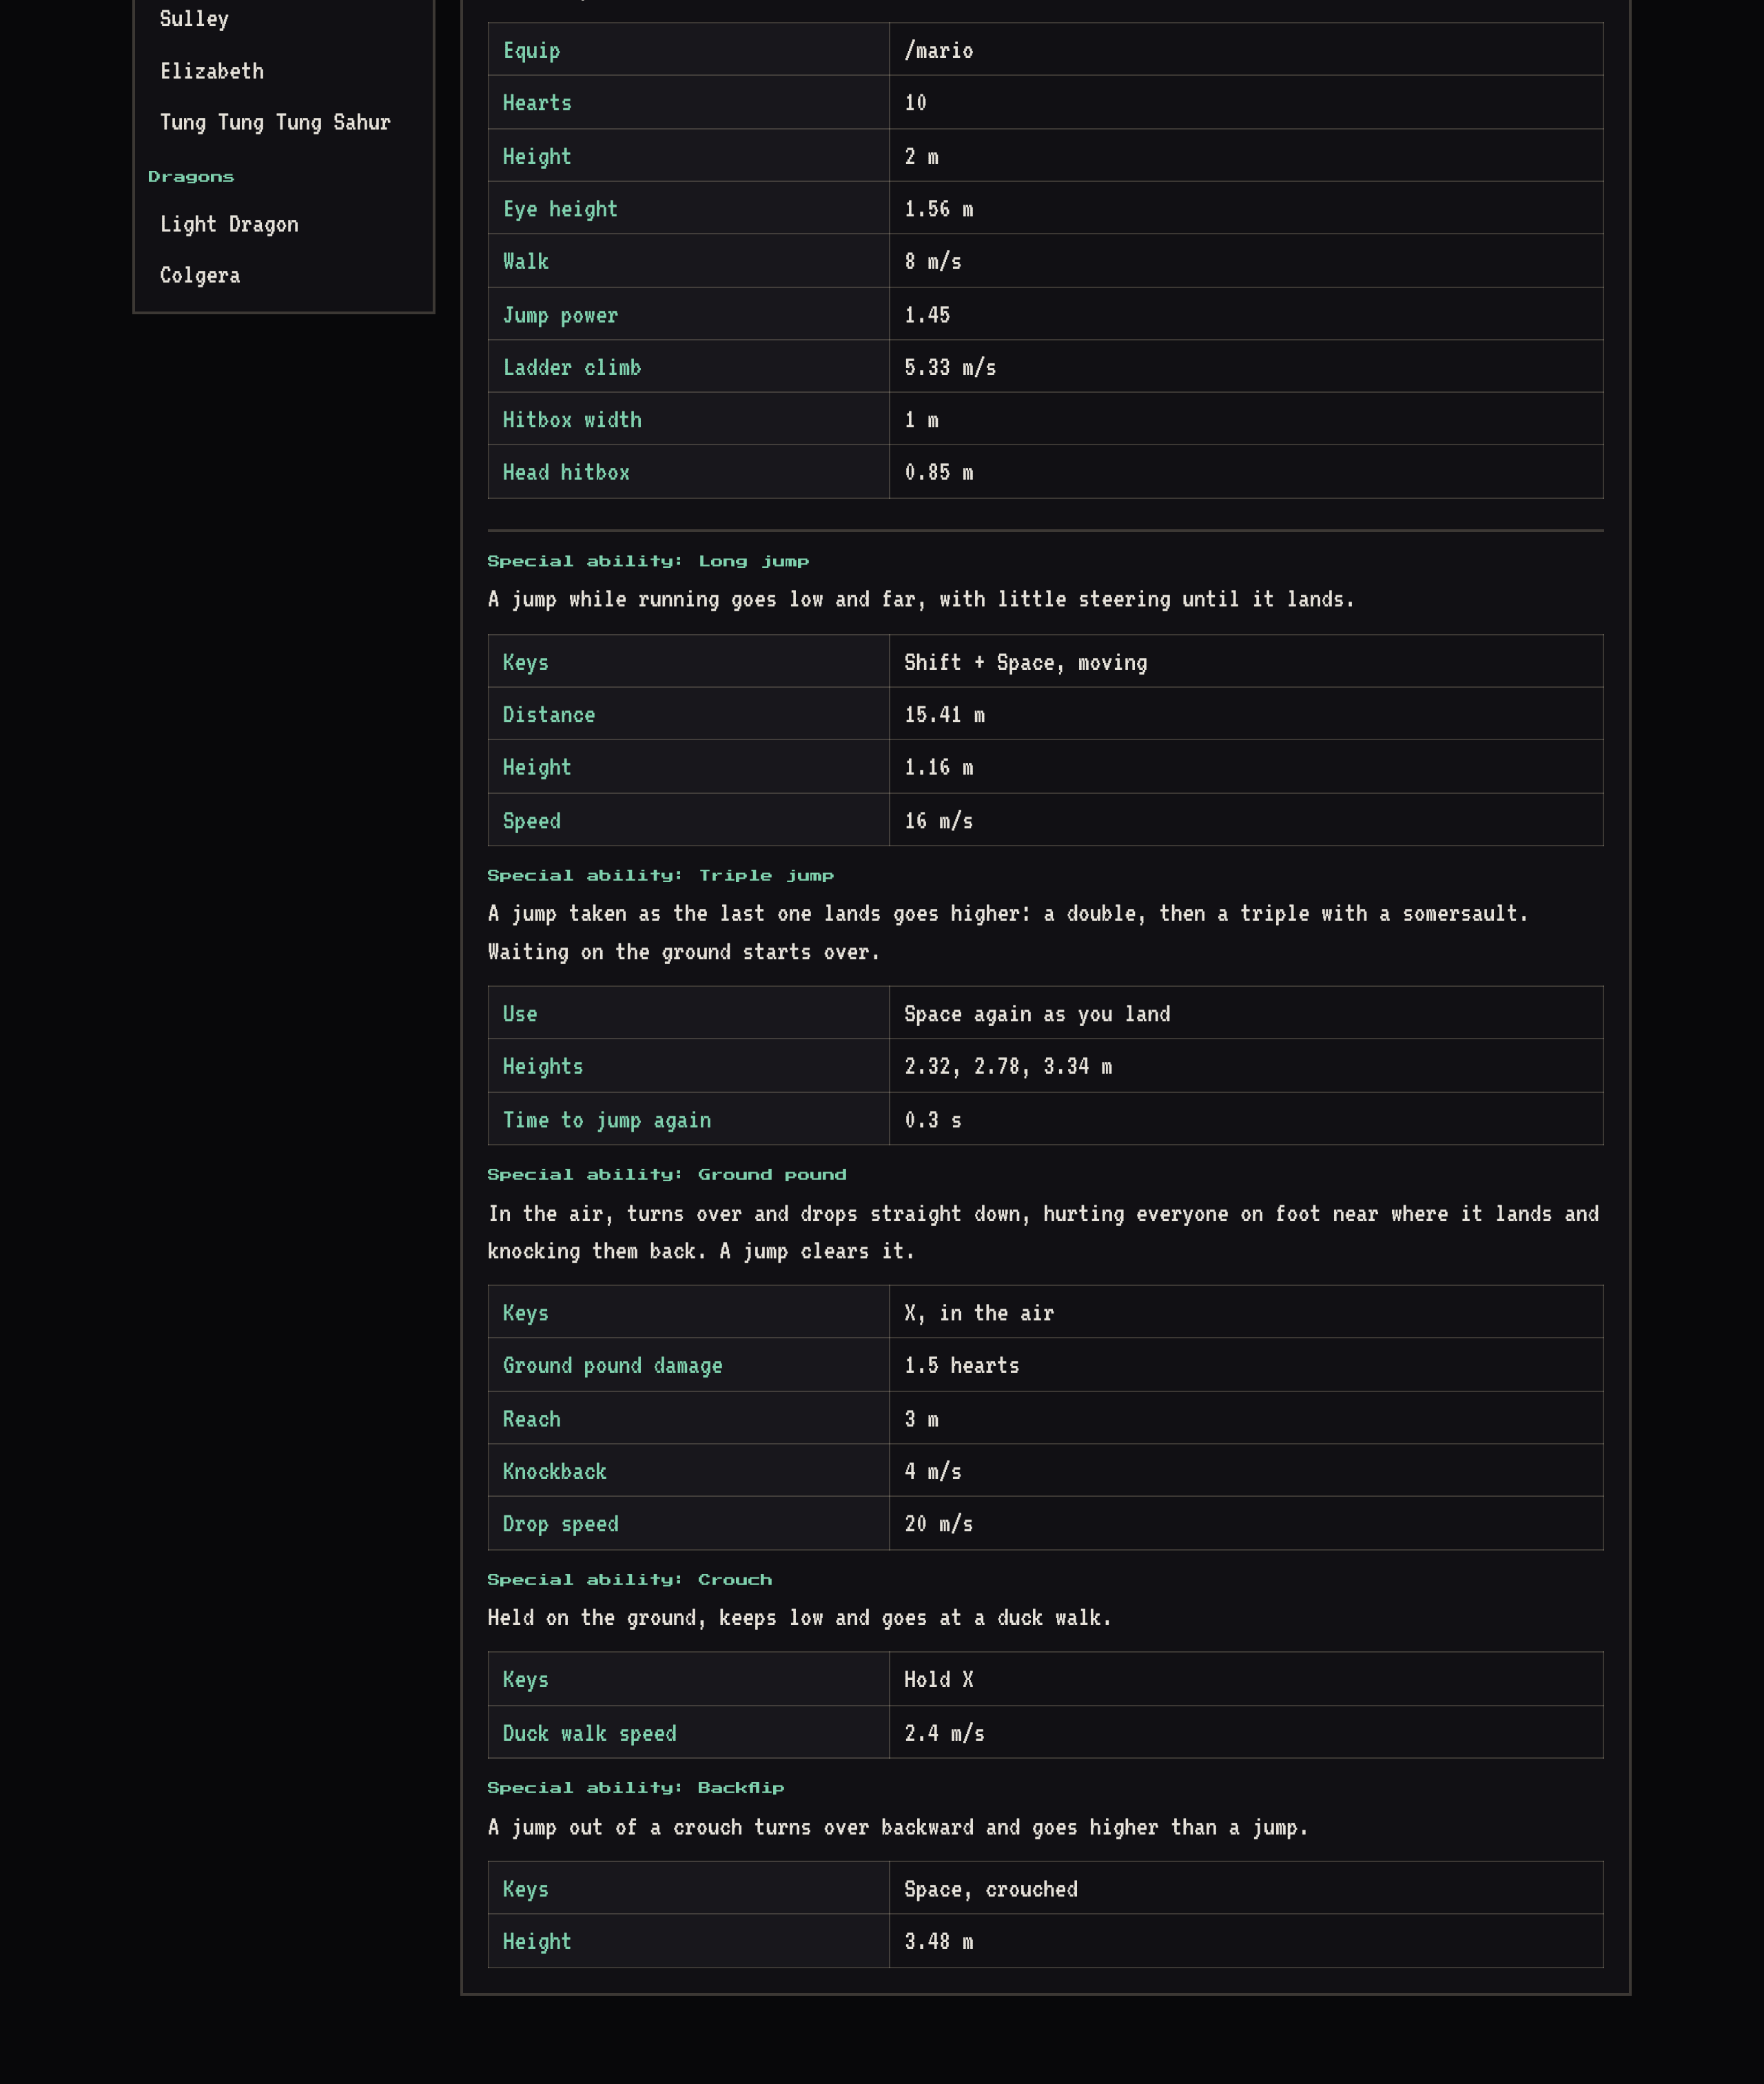 Sulley
Elizabeth
Tung Tung Tung Sahur
Dragons
Light Dragon
Colgera
Equip /mario
Hearts 10
Height 2 m
Eye height 1.56 m
Walk 8 m/s
Jump power 1.45
Ladder climb 5.33 m/s
Hitbox width 1 m
Head hitbox 0.85 m
Special ability: Long jump
A jump while running goes low and far, with little steering until it lands.
Keys Shift + Space, moving
Distance 15.41 m
Height 1.16 m
Speed 16 m/s
Special ability: Triple jump
A jump taken as the last one lands goes higher: a double, then a triple with a somersault.
Waiting on the ground starts over.
Use Space again as you land
Heights 2.32, 2.78, 3.34 m
Time to jump again 0.3 s
Special ability: Ground pound
In the air, turns over and drops straight down, hurting everyone on foot near where it lands and
knocking them back. A jump clears it.
Keys X, in the air
Ground pound damage 1.5 hearts
Reach 3 m
Knockback 4 m/s
Drop speed 20 m/s
Special ability: Crouch
Held on the ground, keeps low and goes at a duck walk.
Keys Hold X
Duck walk speed 2.4 m/s
Special ability: Backflip
A jump out of a crouch turns over backward and goes higher than a jump.
Keys Space, crouched
Height 3.48 m